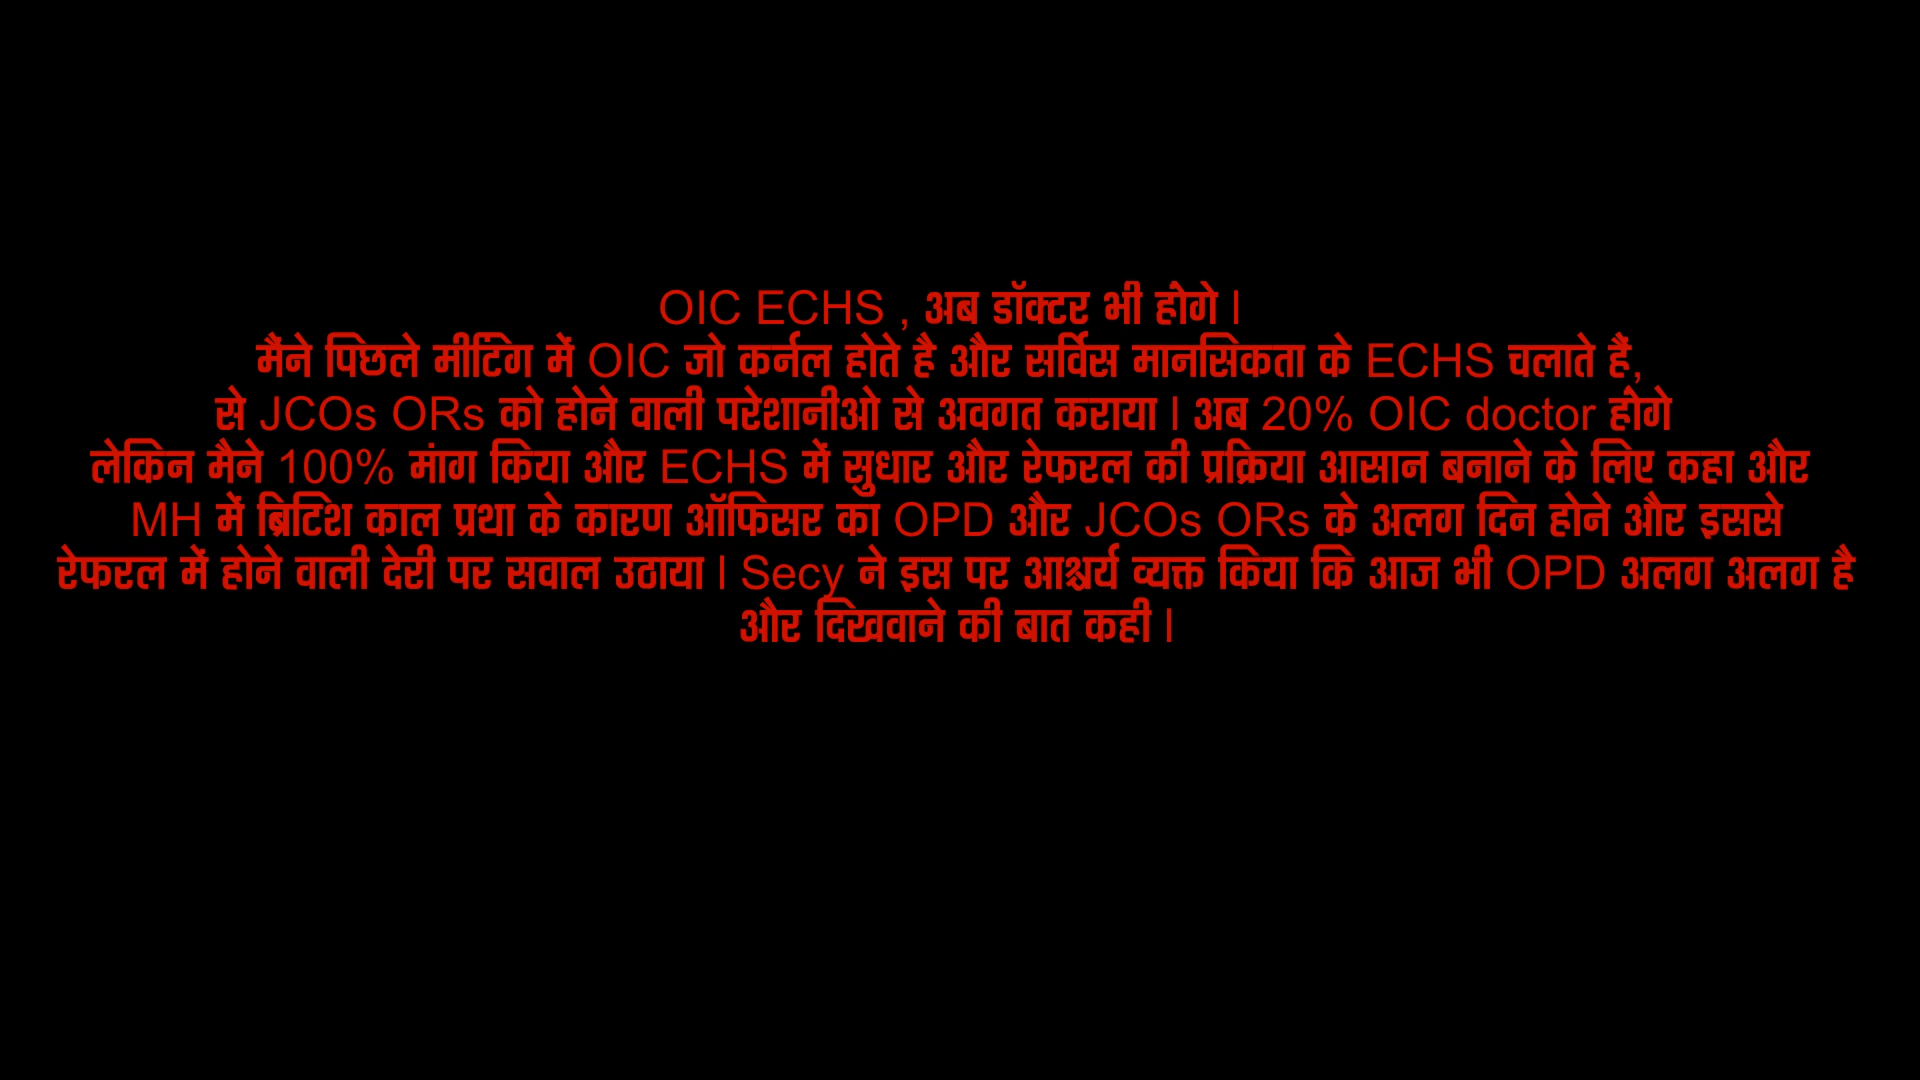 OIC ECHS , अब डॉक्टर भी होंगे |
मैंने पिछले मीटिंग में OIC जो कर्नल होते है और सर्विस मानसिकता के ECHS चलाते हैं,
से JCOs ORs को होने वाली परेशानीओ से अवगत कराया | अब 20% OIC doctor होंगे
लेकिन मैने 100% मांग किया और ECHS में सुधार और रेफरल की प्रक्रिया आसान बनाने के लिए कहा और
MH में ब्रिटिश काल प्रथा के कारण ऑफिसर का OPD और JCOs ORs के अलग दिन होने और इससे
रेफरल में होने वाली देरी पर सवाल उठाया | Secy ने इस पर आश्चर्य व्यक्त किया कि आज भी OPD अलग अलग है
और दिखवाने की बात कही |